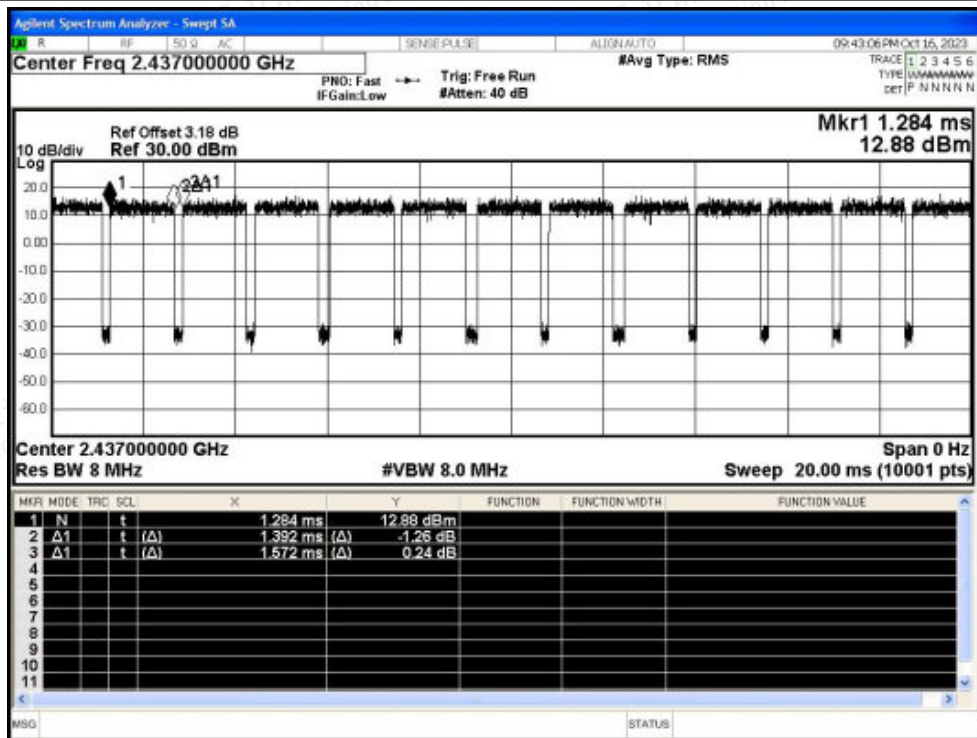 Agilent Spectrum Analyzer - Swept SA
R RF 50 Ω AC SENSE:PULSE ALIGNAUTO 09:43:06 PM Oct 16, 2023
Center Freq 2.437000000 GHz #Avg Type: RMS TRACE 1 2 3 4 5 6
PNO: Fast Trig: Free Run TYPE WWWWWW
IFGain:Low #Atten: 40 dB DET P N N N N N
Mkr1 1.284 ms
Ref Offset 3.18 dB
10 dB/div Ref 30.00 dBm 12.88 dBm
Log
20.0
10.0
0.00
-10.0
-20.0
-30.0
-40.0
-50.0
-60.0
1
Center 2.437000000 GHz Span 0 Hz
Res BW 8 MHz #VBW 8.0 MHz Sweep 20.00 ms (10001 pts)
MKR MODE TRC SCL X Y FUNCTION FUNCTION WIDTH FUNCTION VALUE
1 N t 1.284 ms 12.88 dBm
2 Δ1 t (Δ) 1.392 ms (Δ) -1.26 dB
3 Δ1 t (Δ) 1.572 ms (Δ) 0.24 dB
4
5
6
7
8
9
10
11
MSG STATUS